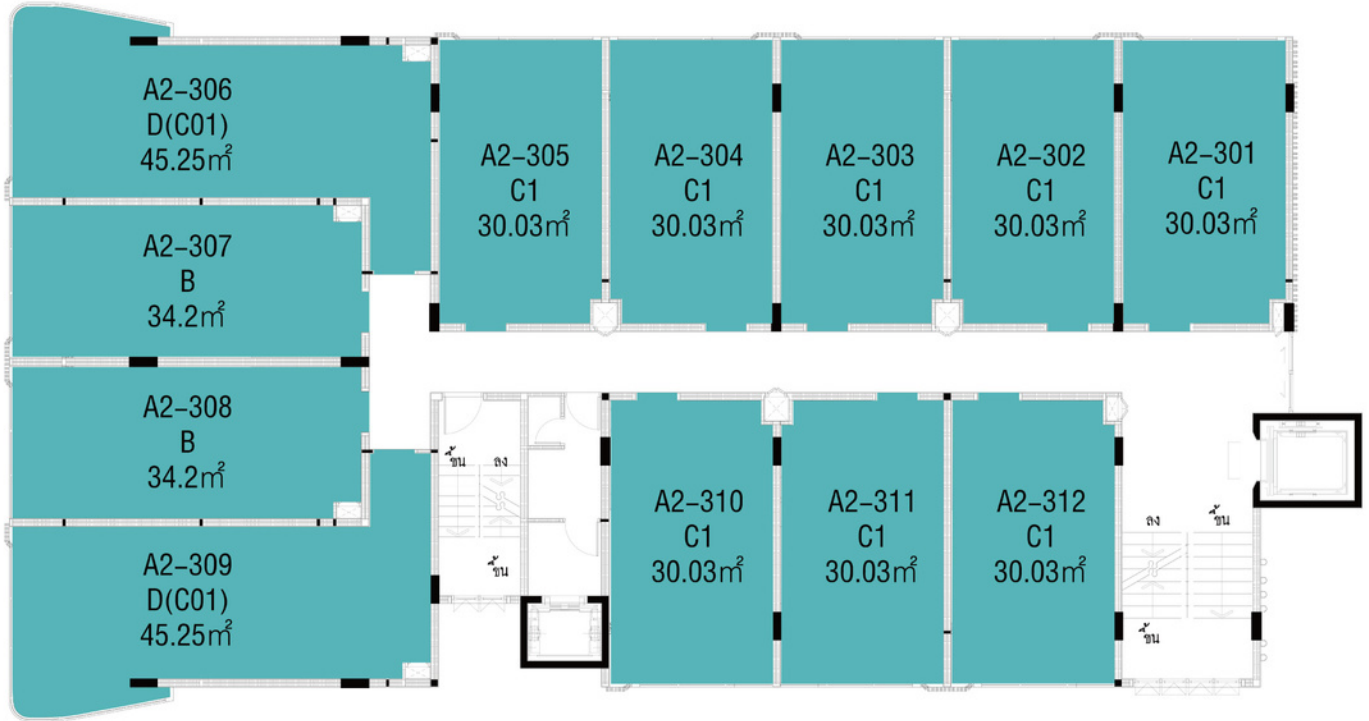 A2-306
D(C01)
45.25㎡
A2-305
C1
30.03㎡
A2-304
C1
30.03㎡
A2-303
C1
30.03㎡
A2-302
C1
30.03㎡
A2-301
C1
30.03㎡
A2-307
B
34.2㎡
A2-308
B
34.2㎡
A2-309
D(C01)
45.25㎡
ขึ้น
ลง
ขึ้น
A2-310
C1
30.03㎡
A2-311
C1
30.03㎡
A2-312
C1
30.03㎡
ลง
ขึ้น
ขึ้น